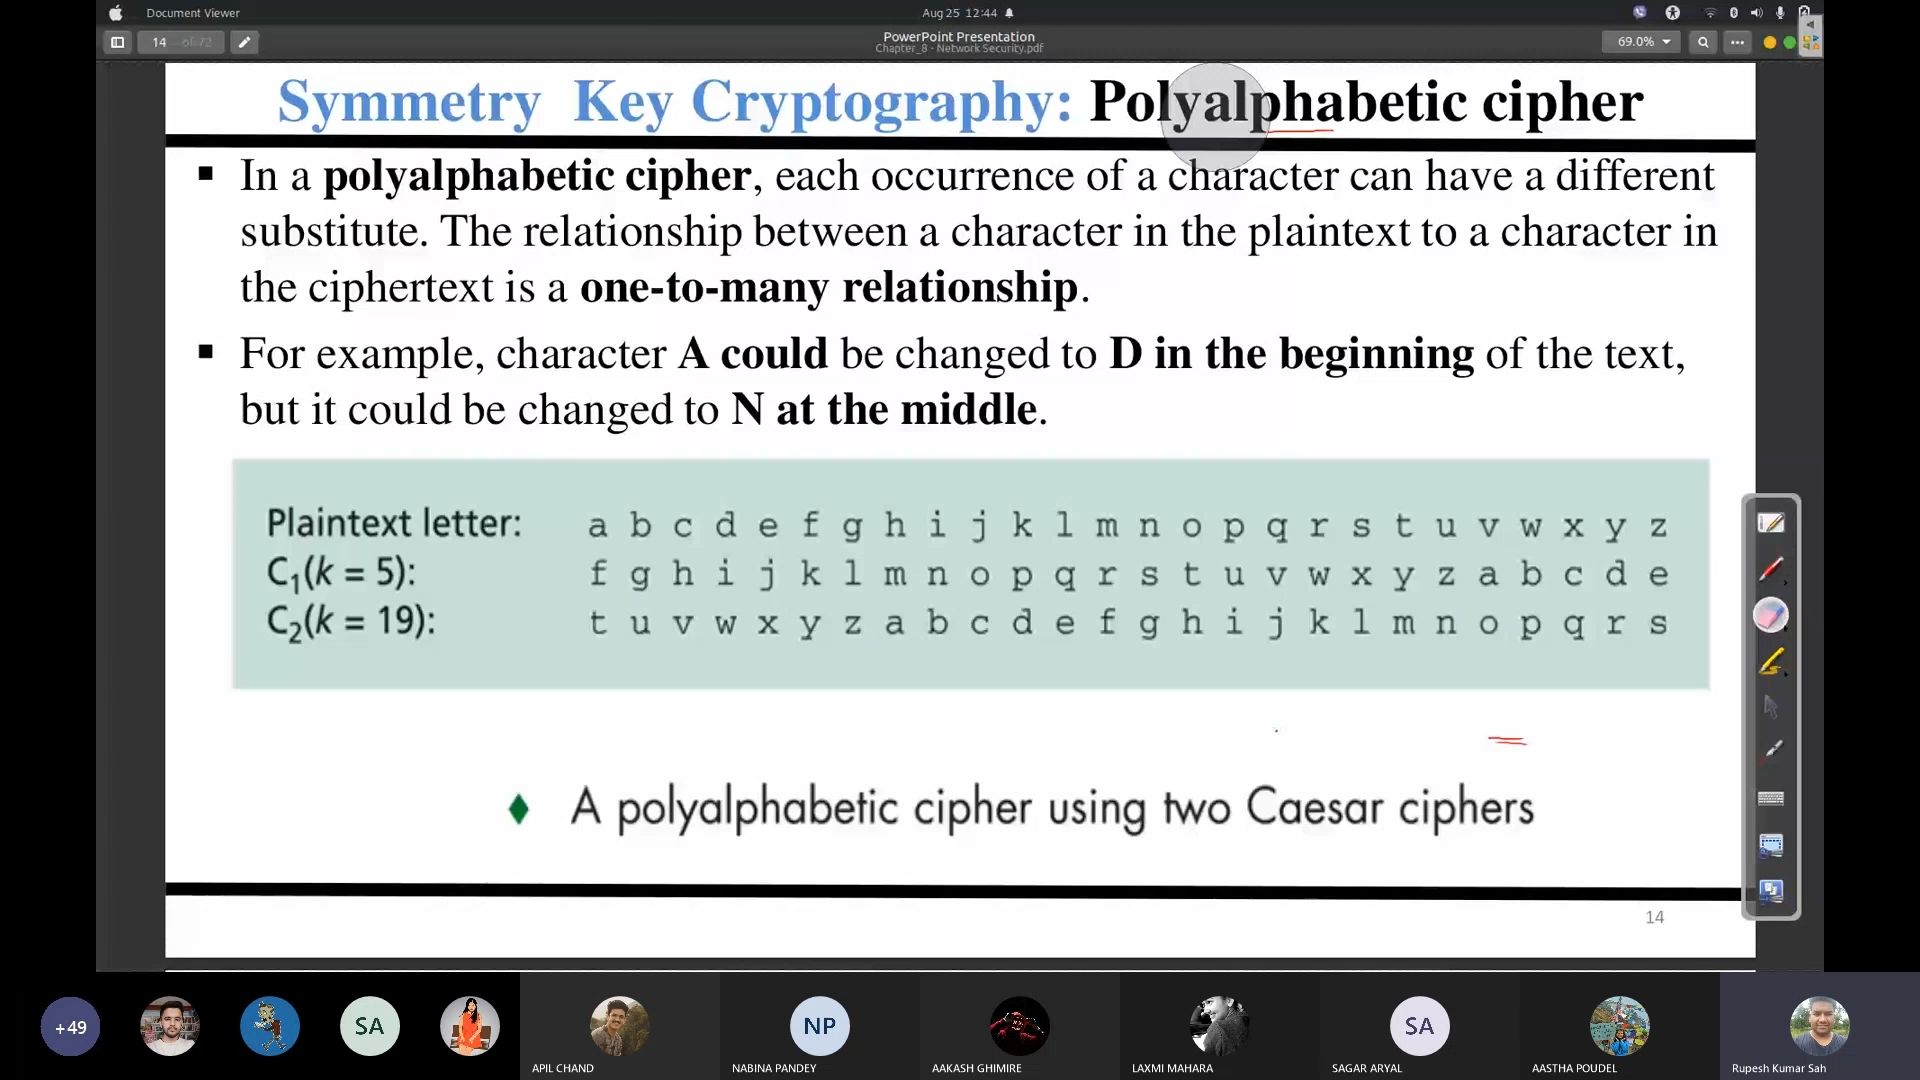 Document Viewer
Aug 25 12:44
14 of 72
PowerPoint Presentation
Chapter_8 - Network Security.pdf
69.0%
Symmetry Key Cryptography: Polyalphabetic cipher
In a polyalphabetic cipher, each occurrence of a character can have a different
substitute. The relationship between a character in the plaintext to a character in
the ciphertext is a one-to-many relationship.
For example, character A could be changed to D in the beginning of the text,
but it could be changed to N at the middle.
Plaintext letter: a b c d e f g h i j k l m n o p q r s t u v w x y z
C₁(k = 5): f g h i j k l m n o p q r s t u v w x y z a b c d e
C₂(k = 19): t u v w x y z a b c d e f g h i j k l m n o p q r s
A polyalphabetic cipher using two Caesar ciphers
14
+49
SA
NP
SA
APIL CHAND
NABINA PANDEY
AAKASH GHIMIRE
LAXMI MAHARA
SAGAR ARYAL
AASTHA POUDEL
Rupesh Kumar Sah